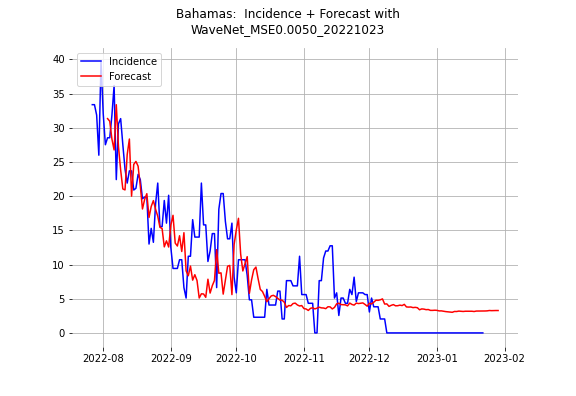 Bahamas:  Incidence + Forecast with
WaveNet_MSE0.0050_20221023
Incidence
Forecast
40
35
30
25
20
15
10
5
0
2022-08 2022-09 2022-10 2022-11 2022-12 2023-01 2023-02